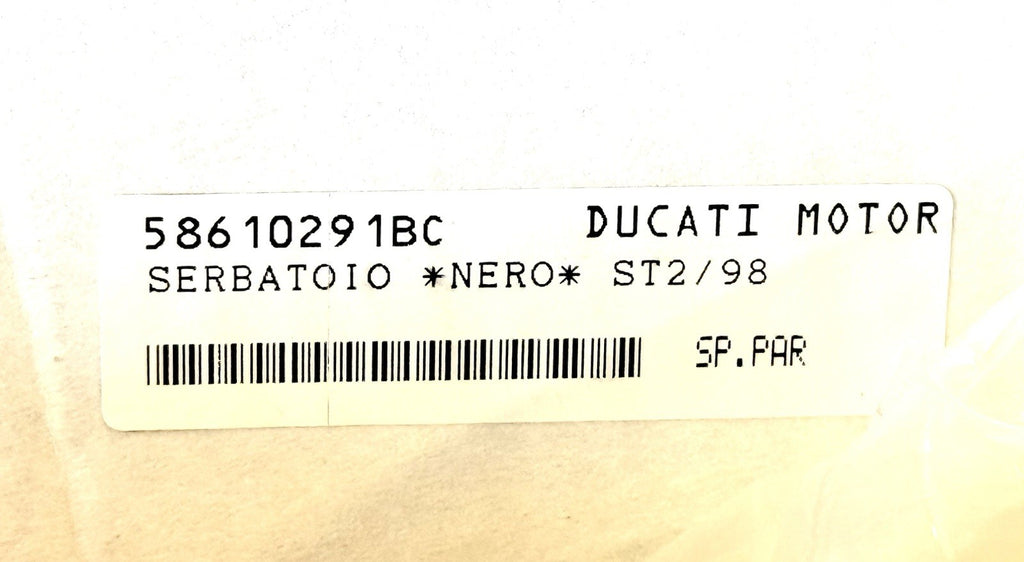 58610291BC DUCATI MOTOR
SERBATOIO *NERO* ST2/98
SP.PAR